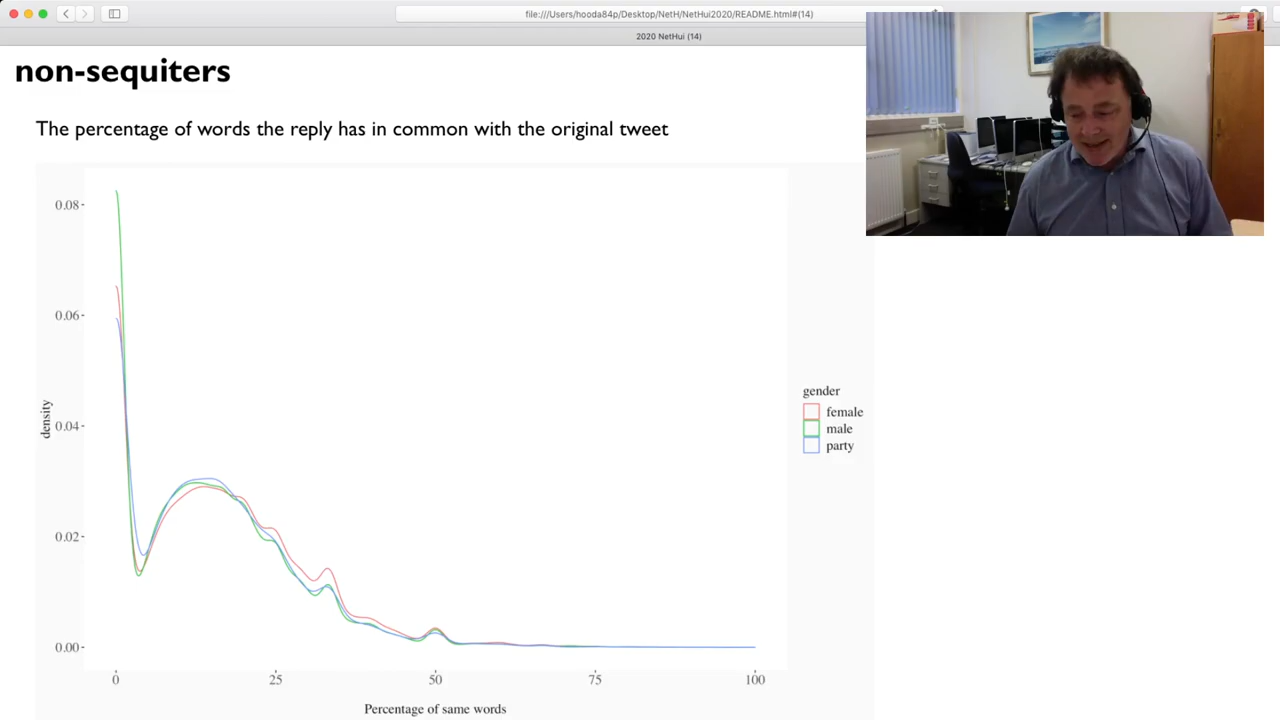 file:///Users/hooda84p/Desktop/NetH/NetHui2020/README.html#(14)
2020 NetHui (14)
non-sequiters
The percentage of words the reply has in common with the original tweet
0.08
0.06
0.04
0.02
0.00
density
0
25
50
75
100
Percentage of same words
gender
female
male
party